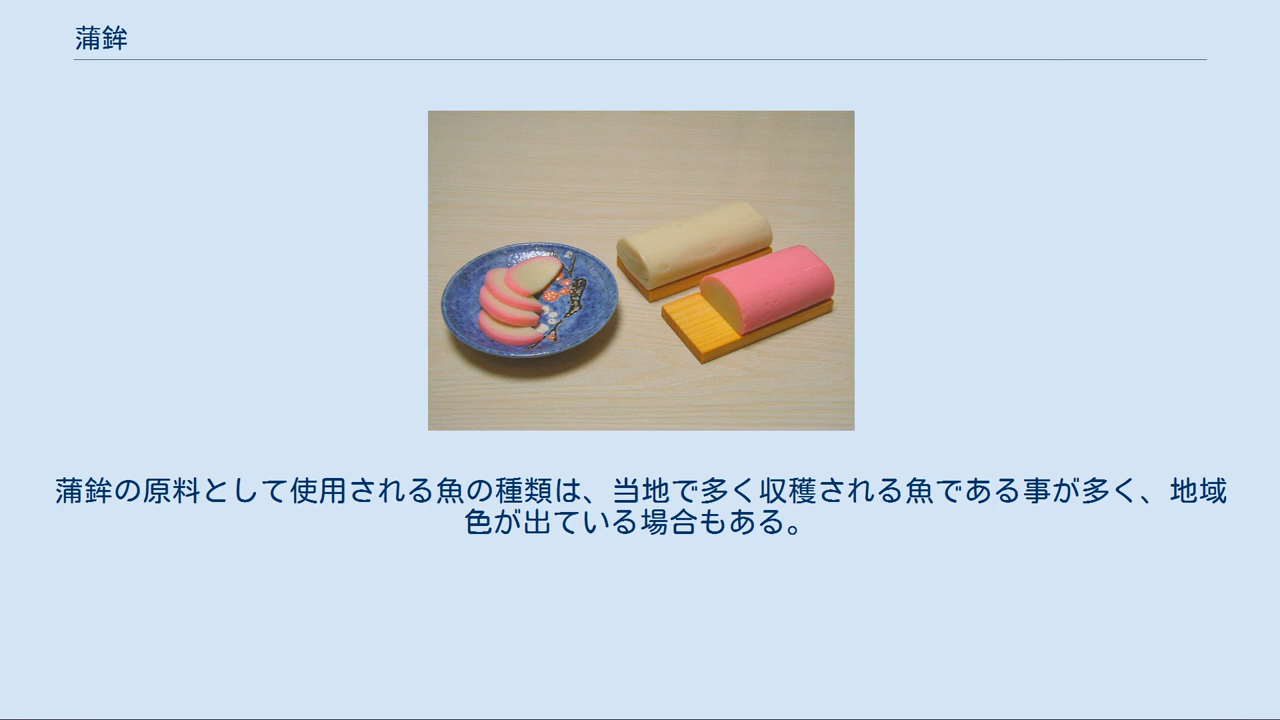 蒲鉾
蒲鉾の原料として使用される魚の種類は、当地で多く収穫される魚である事が多く、地域
色が出ている場合もある。